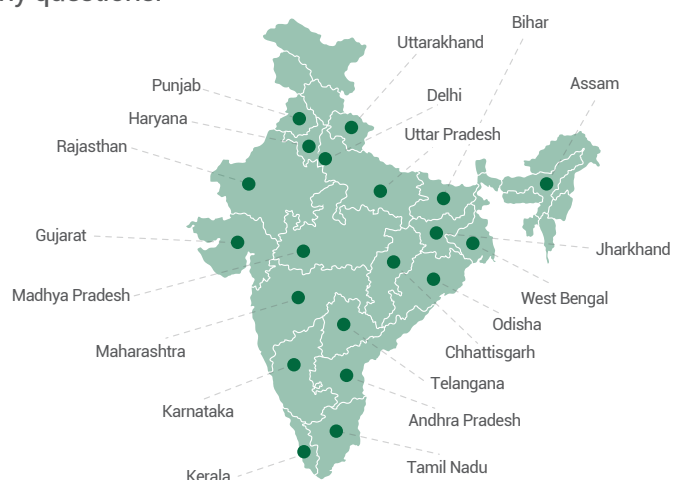 questions.
Bihar
Uttarakhand
Assam
Punjab
Delhi
Haryana
Uttar Pradesh
Rajasthan
Gujarat
Jharkhand
Madhya Pradesh
West Bengal
Odisha
Maharashtra
Chhattisgarh
Telangana
Karnataka
Andhra Pradesh
Tamil Nadu
Kerala